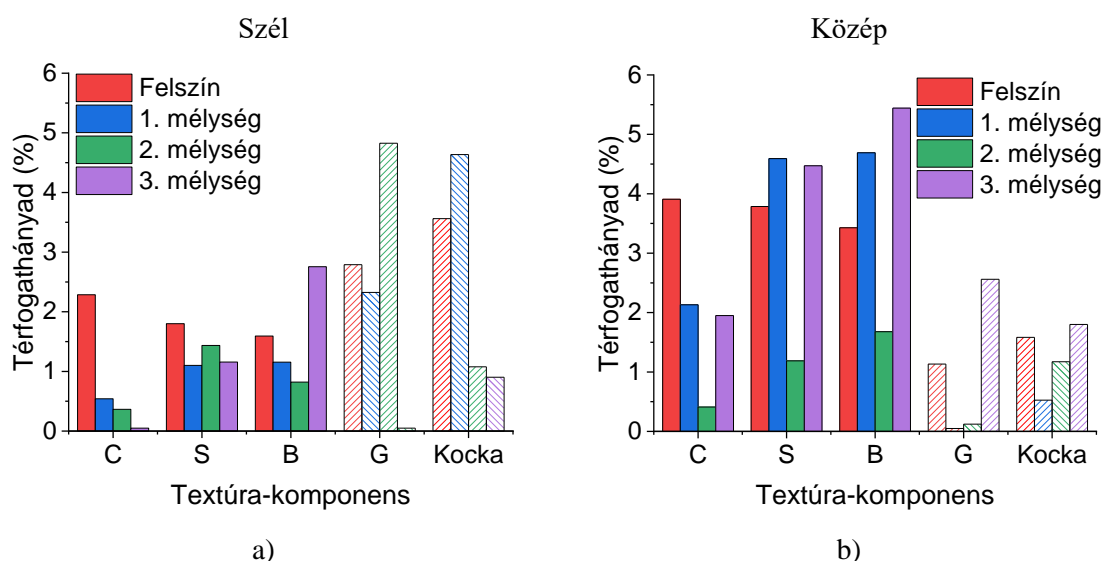 Szél
6
5
4
3
2
1
0
Térfogathányad (%)
Felszín
1. mélység
2. mélység
3. mélység
C S B G Kocka
Textúra-komponens
a)
Közép
6
5
4
3
2
1
0
Térfogathányad (%)
Felszín
1. mélység
2. mélység
3. mélység
C S B G Kocka
Textúra-komponens
b)